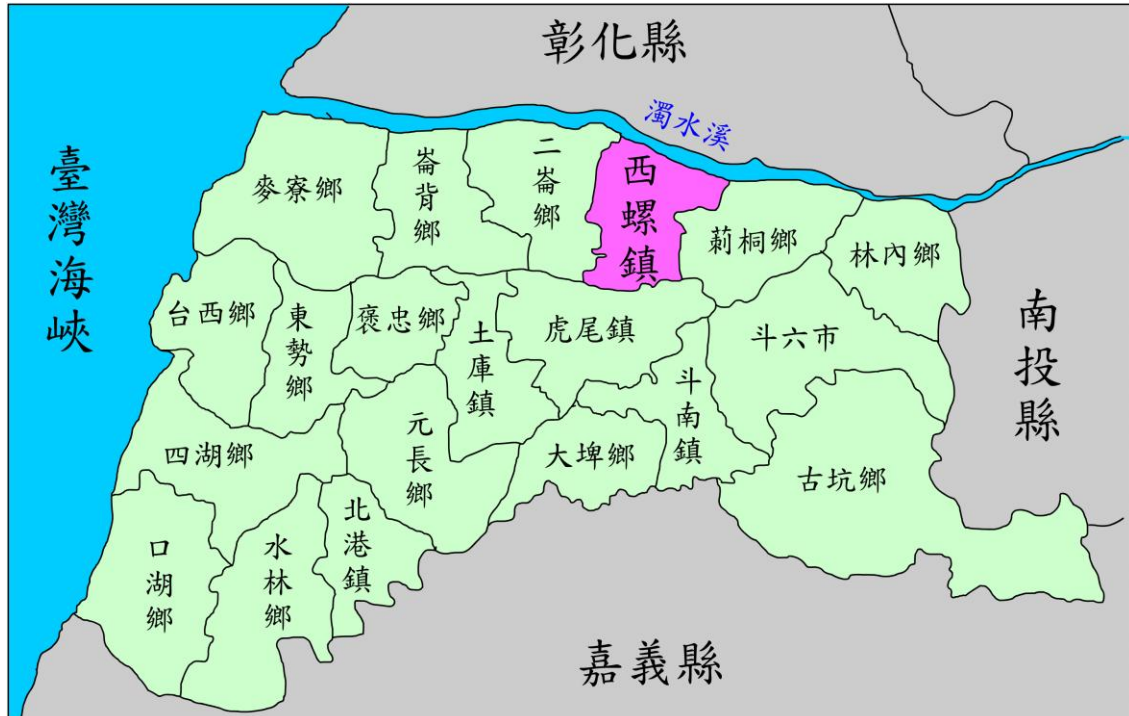 彰化縣
濁水溪
臺灣海峽
麥寮鄉
崙背鄉
二崙鄉
西螺鎮
莿桐鄉
林內鄉
台西鄉
東勢鄉
褒忠鄉
土庫鎮
虎尾鎮
斗南鎮
斗六市
南投縣
四湖鄉
元長鄉
大埤鄉
古坑鄉
口湖鄉
水林鄉
北港鎮
嘉義縣